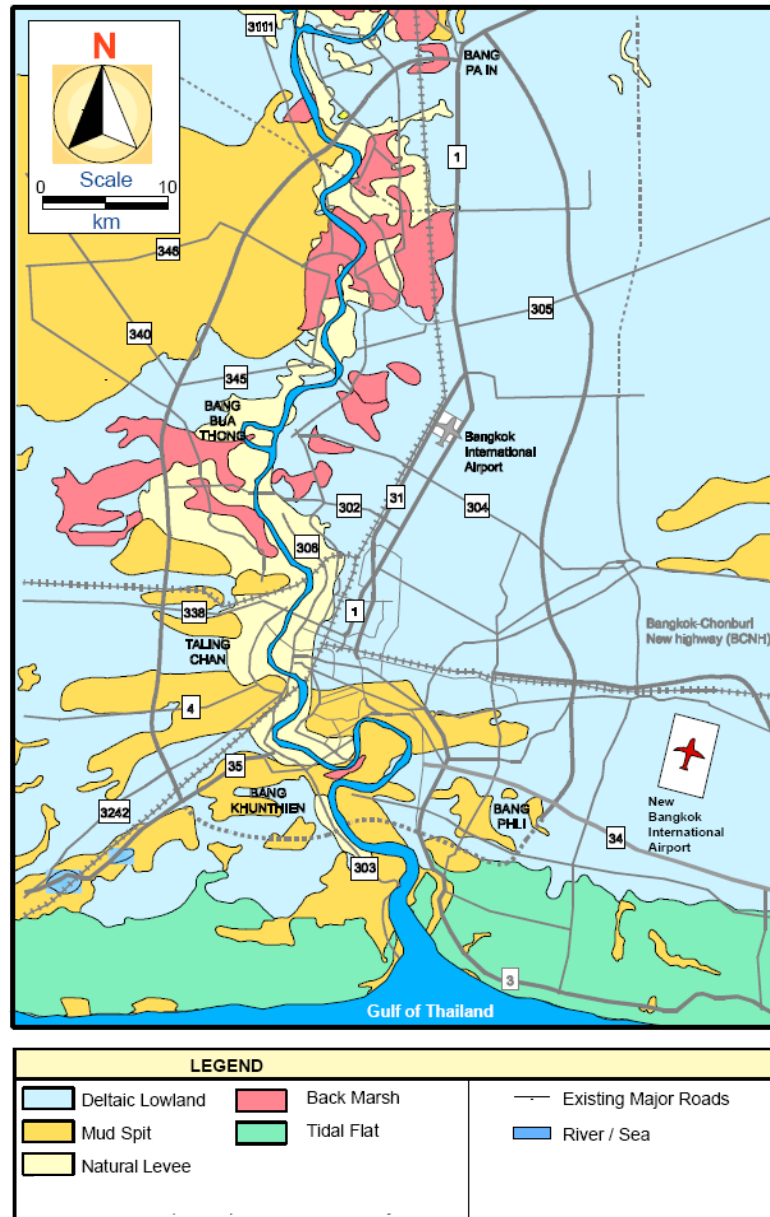 N
Scale
0 10
km
3111
BANG
PA IN
1
346
340
305
345
BANG
BUA
THONG
Bangkok
International
Airport
31
302
304
306
338
1
Bangkok-Chonburi
New highway (BCNH)
TALING
CHAN
4
35
BANG
KHUNTHIEN
3242
BANG
PHLI
New
Bangkok
International
Airport
34
303
3
Gulf of Thailand
LEGEND
Deltaic Lowland
Back Marsh
Existing Major Roads
Mud Spit
Tidal Flat
River / Sea
Natural Levee